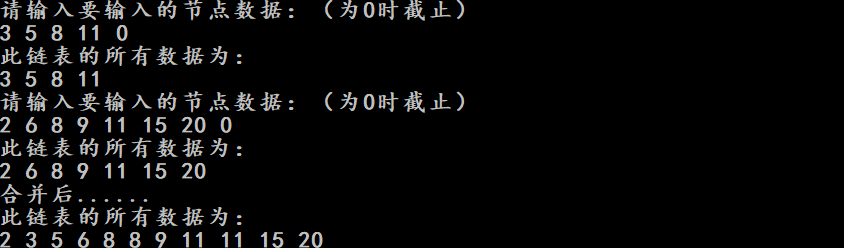 请输入要输入的节点数据：（为0时截止）
3 5 8 11 0
此链表的所有数据为：
3 5 8 11
请输入要输入的节点数据：（为0时截止）
2 6 8 9 11 15 20 0
此链表的所有数据为：
2 6 8 9 11 15 20
合并后......
此链表的所有数据为：
2 3 5 6 8 8 9 11 11 15 20